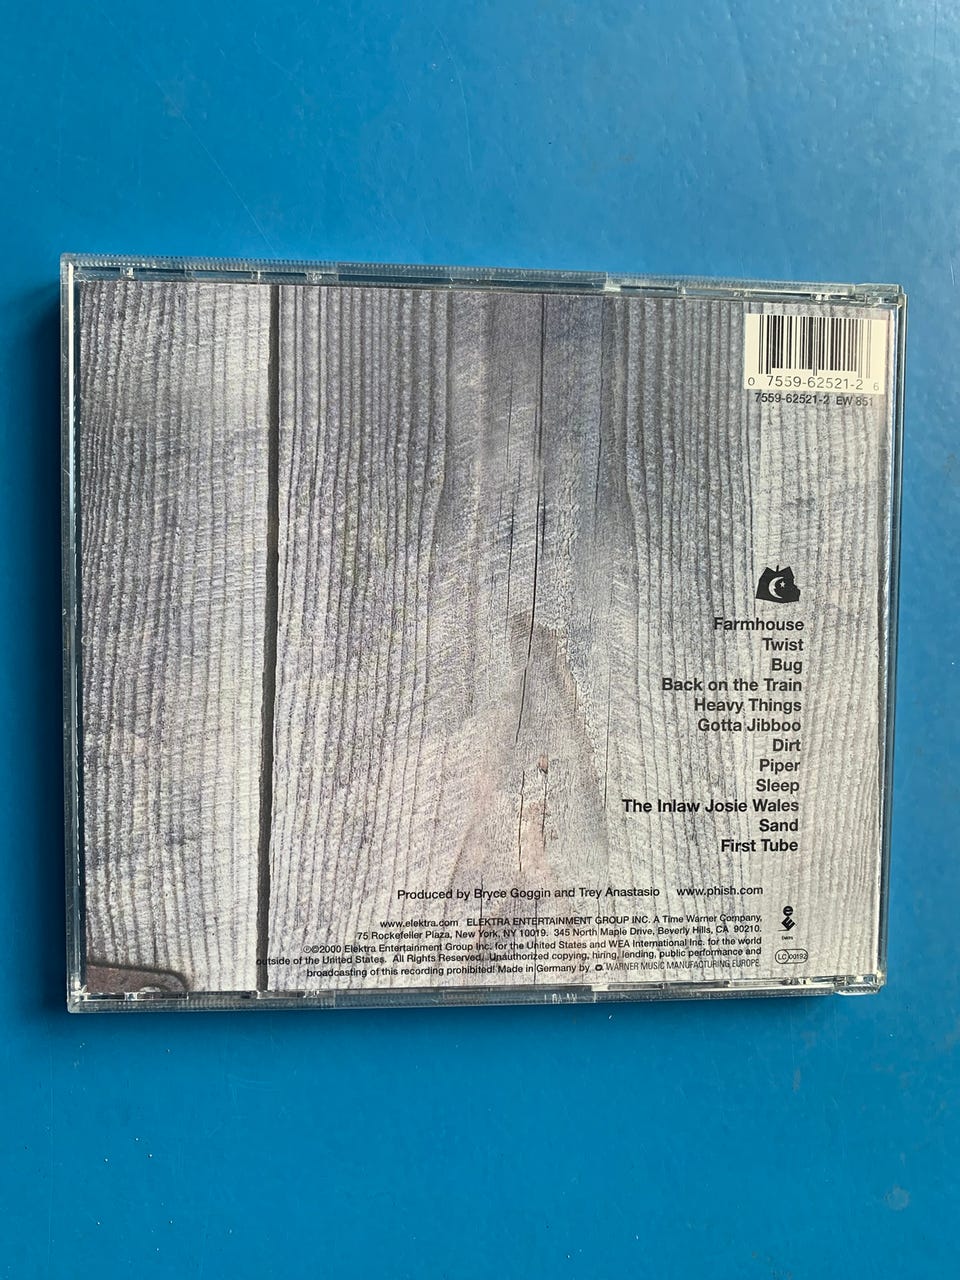 0 7559-62521-2 6
7559-62521-2 EW 851
Farmhouse
Twist
Bug
Back on the Train
Heavy Things
Gotta Jibboo
Dirt
Piper
Sleep
The Inlaw Josie Wales
Sand
First Tube
Produced by Bryce Goggin and Trey Anastasio www.phish.com
www.elektra.com ELEKTRA ENTERTAINMENT GROUP INC. A Time Warner Company,
75 Rockefeller Plaza, New York, NY 10019. 345 North Maple Drive, Beverly Hills, CA 90210.
℗©2000 Elektra Entertainment Group Inc. for the United States and WEA International Inc. for the world
outside of the United States. All Rights Reserved. Unauthorized copying, hiring, lending, public performance and
broadcasting of this recording prohibited! Made in Germany by WARNER MUSIC MANUFACTURING EUROPE.
LC 00192